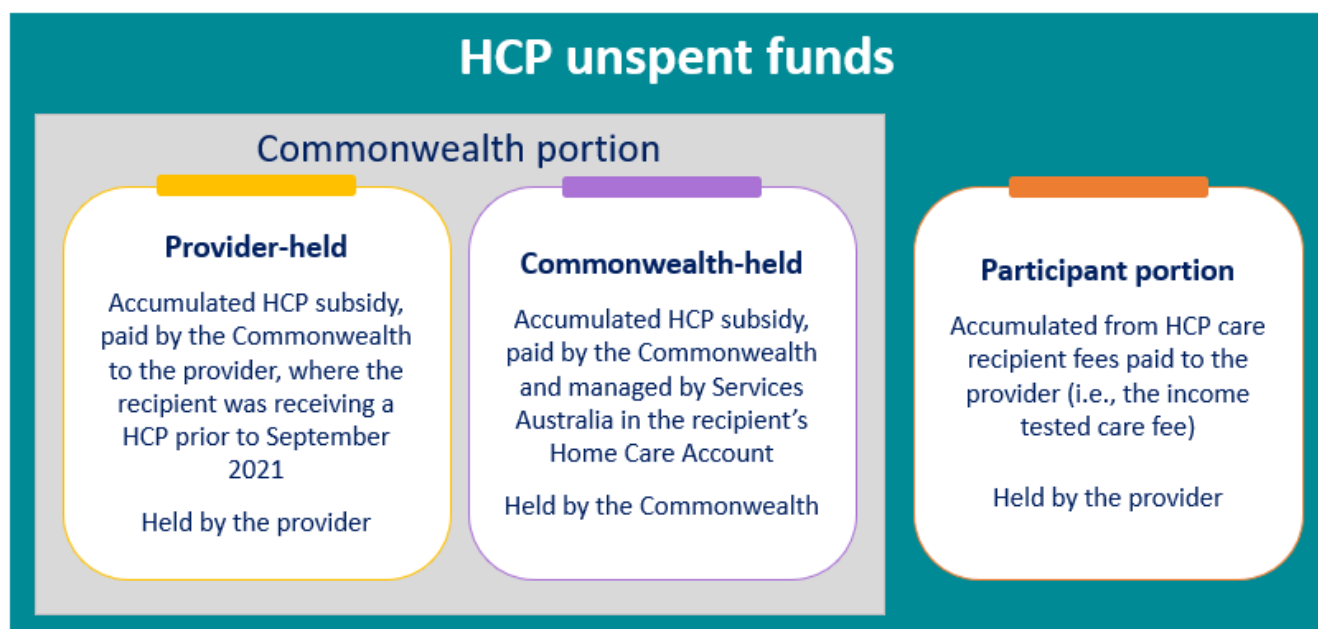 HCP unspent funds
Commonwealth portion
Provider-held
Accumulated HCP subsidy,
paid by the Commonwealth
to the provider, where the
recipient was receiving a
HCP prior to September
2021
Held by the provider
Commonwealth-held
Accumulated HCP subsidy,
paid by the Commonwealth
and managed by Services
Australia in the recipient’s
Home Care Account
Held by the Commonwealth
Participant portion
Accumulated from HCP care
recipient fees paid to the
provider (i.e., the income
tested care fee)
Held by the provider